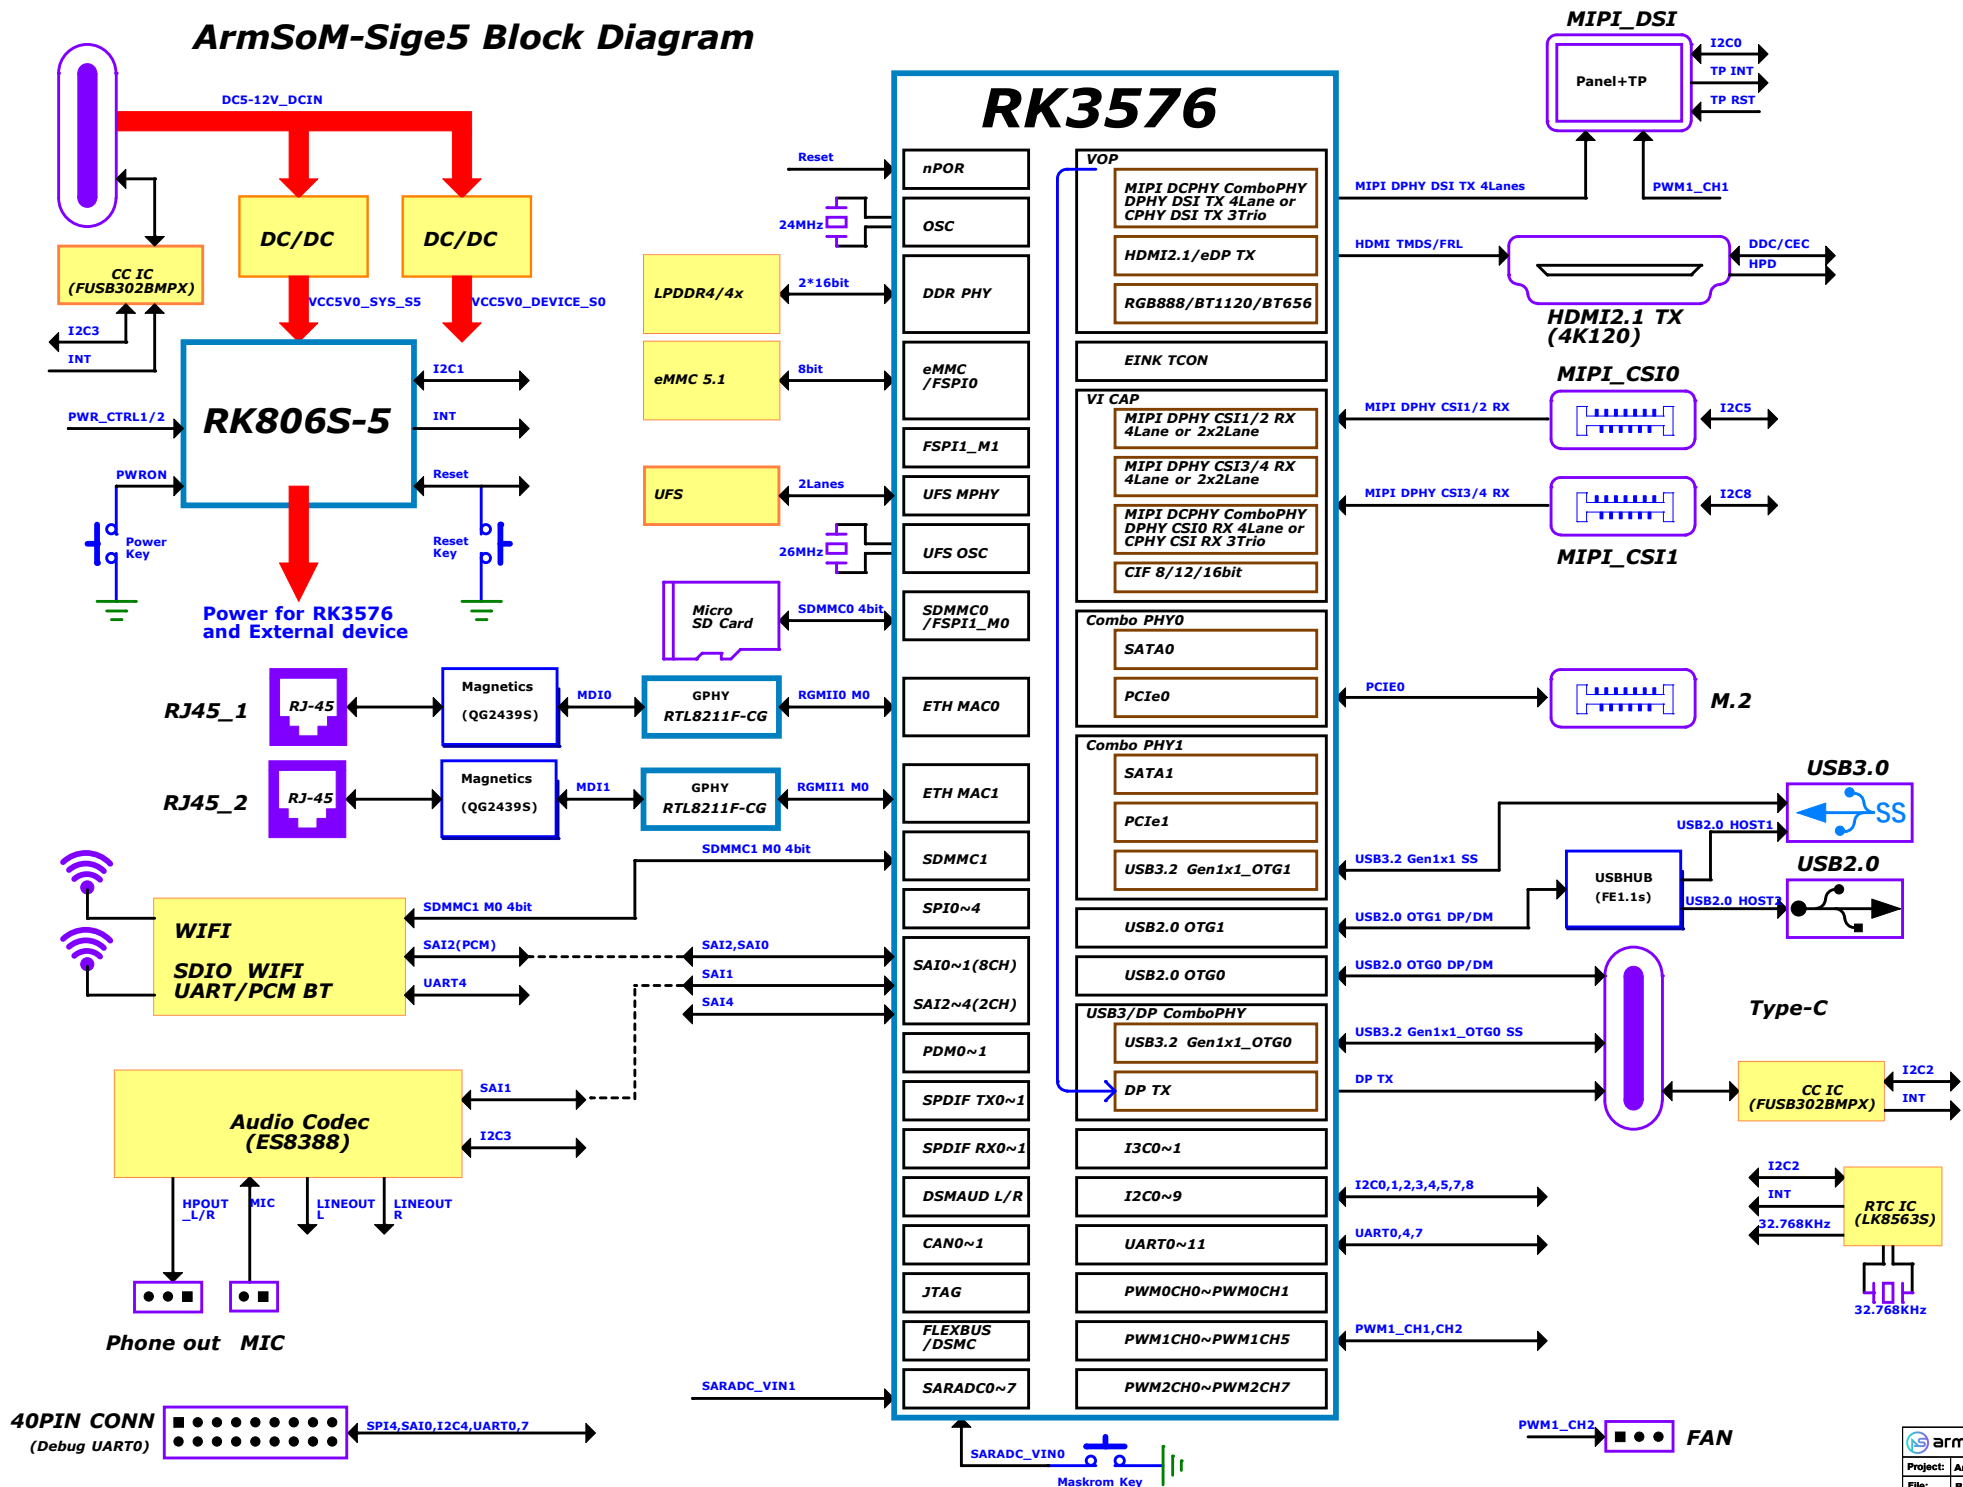 ArmSoM-Sige5 Block Diagram
DC5-12V_DCIN
DC/DC
DC/DC
CC IC
(FUSB302BMPX)
VCC5V0_SYS_S5
VCC5V0_DEVICE_S0
I2C3
INT
RK806S-5
I2C1
INT
PWR_CTRL1/2
PWRON
Reset
Power
Key
Reset
Key
Power for RK3576
and External device
RJ45_1
RJ-45
Magnetics
(QG2439S)
MDI0
GPHY
RTL8211F-CG
RGMII0 M0
RJ45_2
RJ-45
Magnetics
(QG2439S)
MDI1
GPHY
RTL8211F-CG
RGMII1 M0
SDMMC1 M0 4bit
SDMMC1 M0 4bit
WIFI
SDIO WIFI
UART/PCM BT
SAI2(PCM)
UART4
SAI2,SAI0
SAI1
SAI4
Audio Codec
(ES8388)
SAI1
I2C3
HPOUT
_L/R
MIC
LINEOUT
L
LINEOUT
R
Phone out
MIC
40PIN CONN
(Debug UART0)
SPI4,SAI0,I2C4,UART0,7
SARADC_VIN1
SARADC_VIN0
Maskrom Key
Reset
24MHz
LPDDR4/4x
2*16bit
eMMC 5.1
8bit
UFS
2Lanes
26MHz
Micro
SD Card
SDMMC0 4bit
RK3576
nPOR
OSC
DDR PHY
eMMC
/FSPI0
FSPI1_M1
UFS MPHY
UFS OSC
SDMMC0
/FSPI1_M0
ETH MAC0
ETH MAC1
SDMMC1
SPI0~4
SAI0~1(8CH)
SAI2~4(2CH)
PDM0~1
SPDIF TX0~1
SPDIF RX0~1
DSMAUD L/R
CAN0~1
JTAG
FLEXBUS
/DSMC
SARADC0~7
VOP
MIPI DCPHY ComboPHY
DPHY DSI TX 4Lane or
CPHY DSI TX 3Trio
HDMI2.1/eDP TX
RGB888/BT1120/BT656
EINK TCON
VI CAP
MIPI DPHY CSI1/2 RX
4Lane or 2x2Lane
MIPI DPHY CSI3/4 RX
4Lane or 2x2Lane
MIPI DCPHY ComboPHY
DPHY CSI0 RX 4Lane or
CPHY CSI RX 3Trio
CIF 8/12/16bit
Combo PHY0
SATA0
PCIe0
Combo PHY1
SATA1
PCIe1
USB3.2 Gen1x1_OTG1
USB2.0 OTG1
USB2.0 OTG0
USB3/DP ComboPHY
USB3.2 Gen1x1_OTG0
DP TX
I3C0~1
I2C0~9
UART0~11
PWM0CH0~PWM0CH1
PWM1CH0~PWM1CH5
PWM2CH0~PWM2CH7
MIPI_DSI
Panel+TP
I2C0
TP INT
TP RST
MIPI DPHY DSI TX 4Lanes
PWM1_CH1
HDMI TMDS/FRL
DDC/CEC
HPD
HDMI2.1 TX
(4K120)
MIPI_CSI0
MIPI DPHY CSI1/2 RX
I2C5
MIPI DPHY CSI3/4 RX
I2C8
MIPI_CSI1
PCIE0
M.2
USB3.0
SS
USB2.0 HOST1
USB3.2 Gen1x1 SS
USBHUB
(FE1.1s)
USB2.0
USB2.0 HOST2
USB2.0 OTG1 DP/DM
USB2.0 OTG0 DP/DM
Type-C
USB3.2 Gen1x1_OTG0 SS
DP TX
CC IC
(FUSB302BMPX)
I2C2
INT
I2C2
INT
32.768KHz
RTC IC
(LK8563S)
32.768KHz
I2C0,1,2,3,4,5,7,8
UART0,4,7
PWM1_CH1,CH2
PWM1_CH2
FAN
arm
Project: